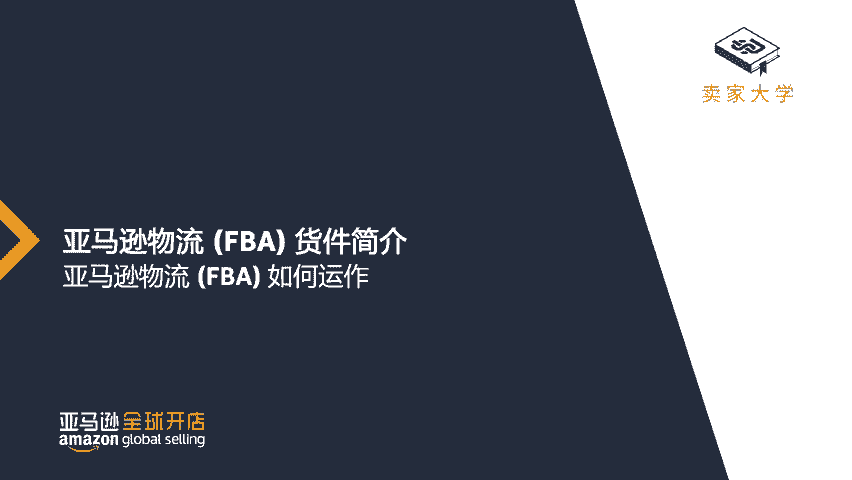 卖家大学
亚马逊物流 (FBA) 货件简介
亚马逊物流 (FBA) 如何运作
亚马逊全球开店
amazon global selling